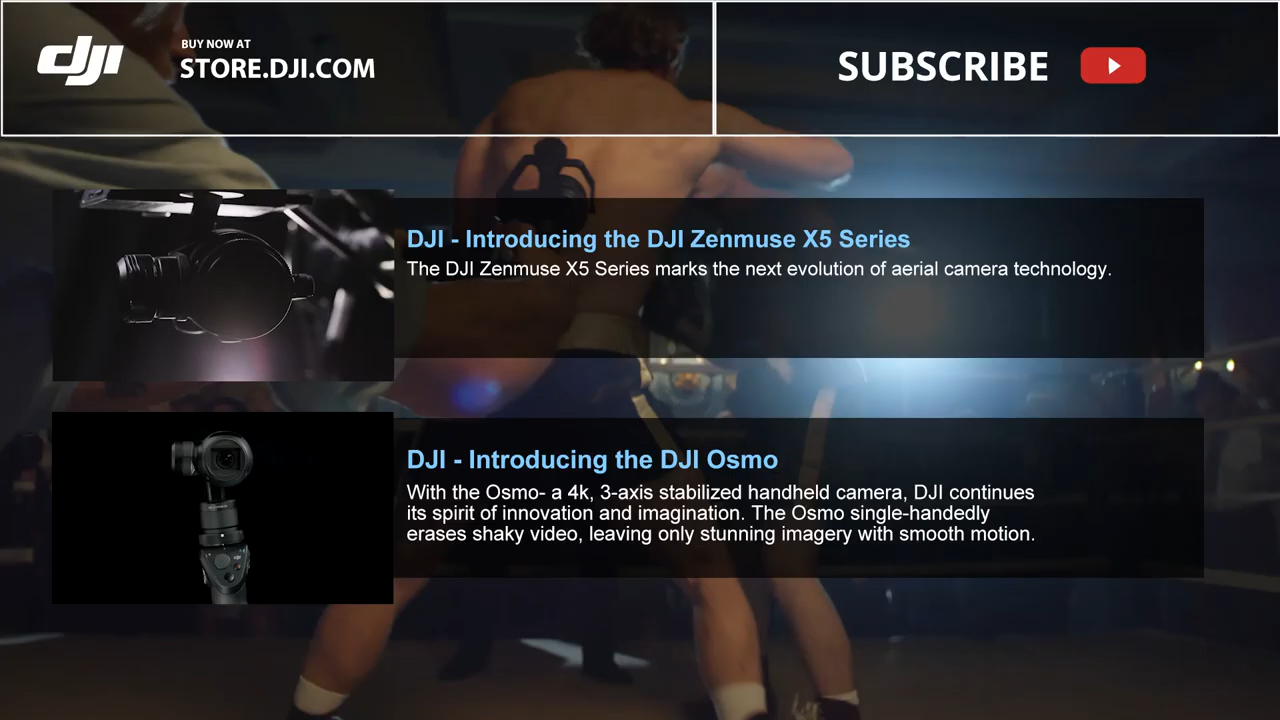 dji
BUY NOW AT
STORE.DJI.COM
SUBSCRIBE
DJI - Introducing the DJI Zenmuse X5 Series
The DJI Zenmuse X5 Series marks the next evolution of aerial camera technology.
DJI - Introducing the DJI Osmo
With the Osmo- a 4k, 3-axis stabilized handheld camera, DJI continues
its spirit of innovation and imagination. The Osmo single-handedly
erases shaky video, leaving only stunning imagery with smooth motion.